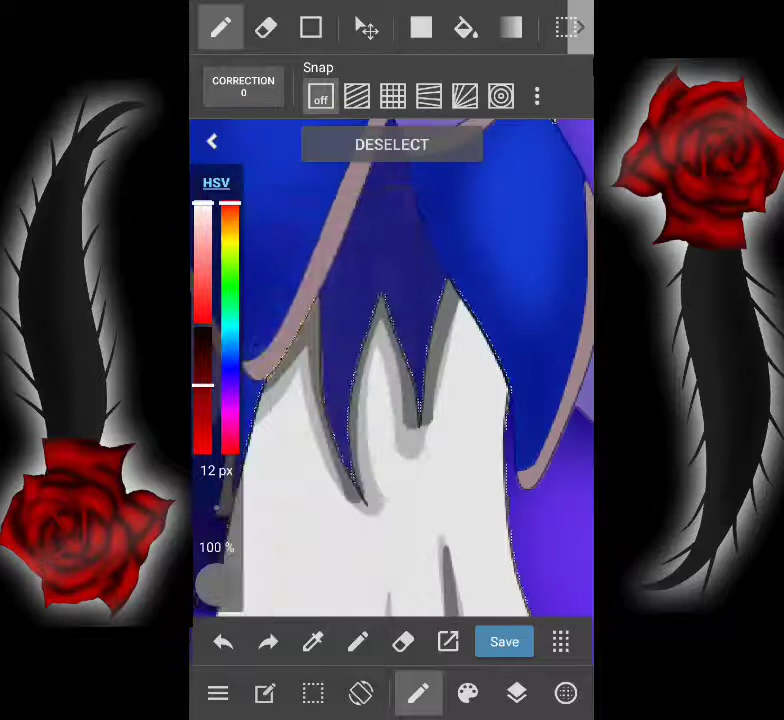 Snap
CORRECTION
0
off
DESELECT
HSV
12 px
100 %
Save